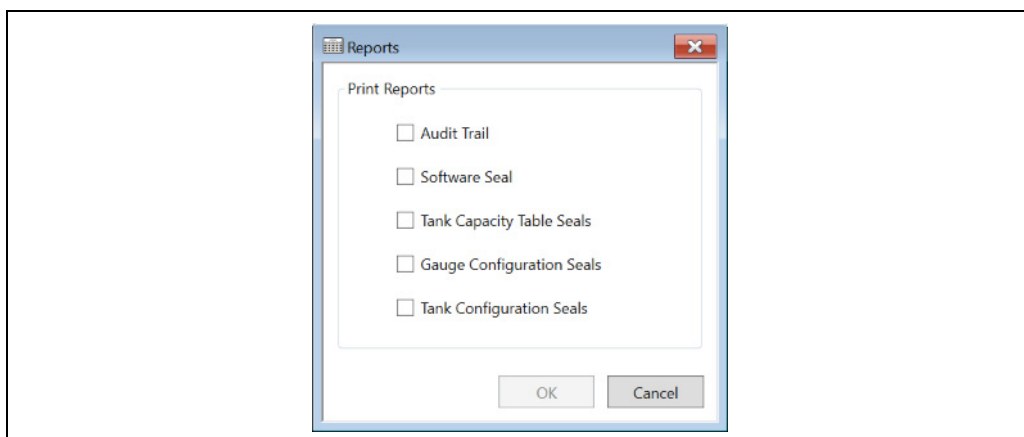 Reports
Print Reports
Audit Trail
Software Seal
Tank Capacity Table Seals
Gauge Configuration Seals
Tank Configuration Seals
OK Cancel